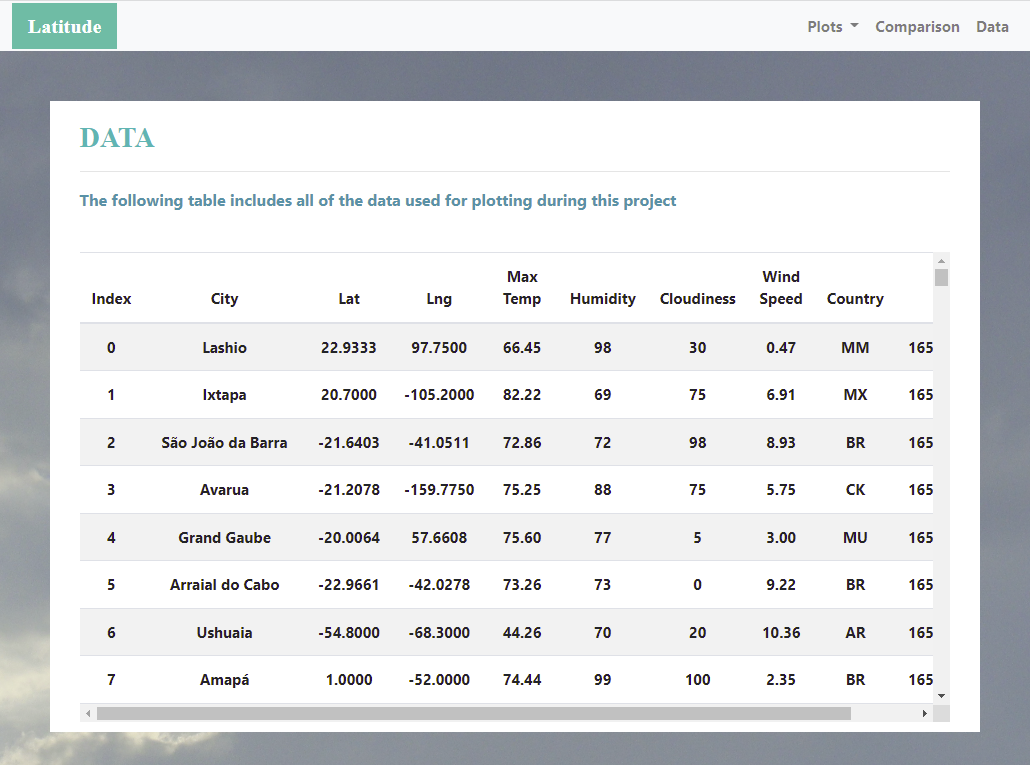 Latitude Plots Comparison Data
DATA
The following table includes all of the data used for plotting during this project
Index City Lat Lng Max Temp Humidity Cloudiness Wind Speed Country
0 Lashio 22.9333 97.7500 66.45 98 30 0.47 MM 165
1 Ixtapa 20.7000 -105.2000 82.22 69 75 6.91 MX 165
2 São João da Barra -21.6403 -41.0511 72.86 72 98 8.93 BR 165
3 Avarua -21.2078 -159.7750 75.25 88 75 5.75 CK 165
4 Grand Gaube -20.0064 57.6608 75.60 77 5 3.00 MU 165
5 Arraial do Cabo -22.9661 -42.0278 73.26 73 0 9.22 BR 165
6 Ushuaia -54.8000 -68.3000 44.26 70 20 10.36 AR 165
7 Amapá 1.0000 -52.0000 74.44 99 100 2.35 BR 165